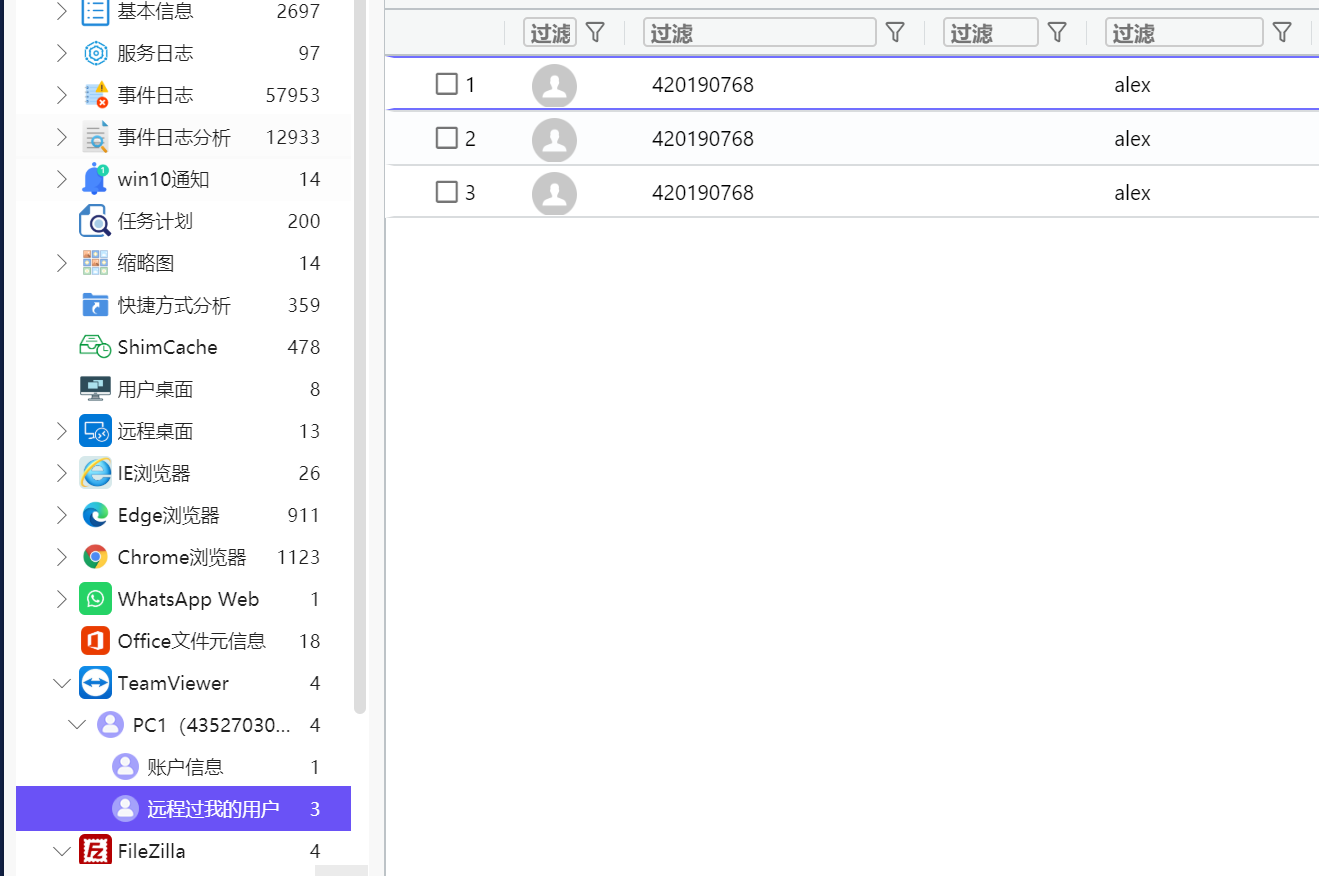 基本信息 2697
服务日志 97
事件日志 57953
事件日志分析 12933
win10通知 14
任务计划 200
缩略图 14
快捷方式分析 359
ShimCache 478
用户桌面 8
远程桌面 13
IE浏览器 26
Edge浏览器 911
Chrome浏览器 1123
WhatsApp Web 1
Office文件元信息 18
TeamViewer 4
PC1（43527030... 4
账户信息 1
远程过我的用户 3
FileZilla 4
过滤 过滤 过滤 过滤
1 420190768 alex
2 420190768 alex
3 420190768 alex